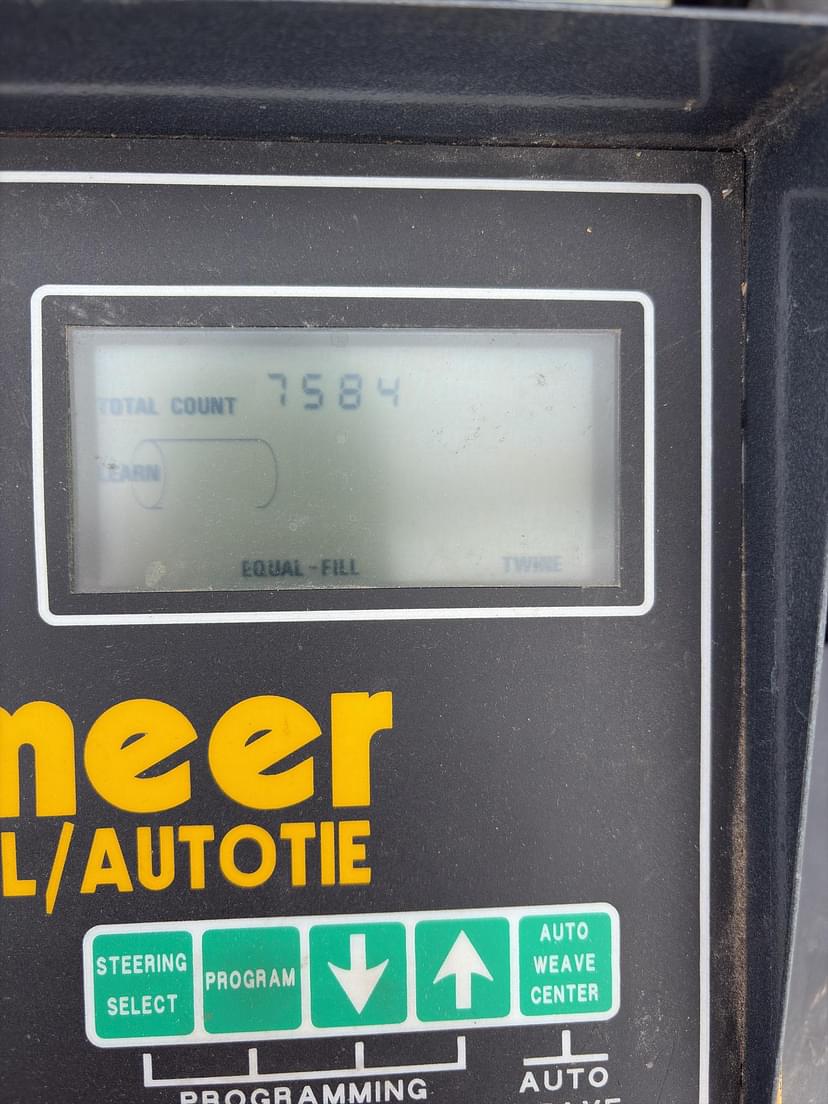 TOTAL COUNT 7584
LEARN
EQUAL-FILL TWINE
meer
L/AUTOTIE
STEERING SELECT
PROGRAM
AUTO WEAVE CENTER
PROGRAMMING
AUTO